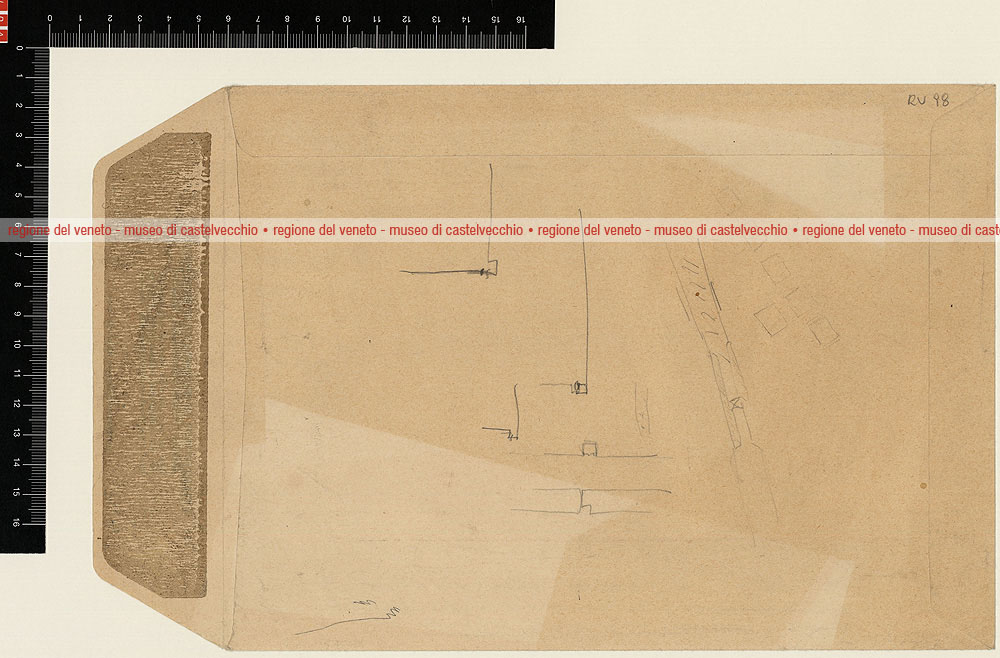 0 1 2 3 4 5 6 7 8 9 10 11 12 13 14 15 16
RV 98
regione del veneto - museo di castelvecchio • regione del veneto - museo di castelvecchio • regione del veneto - museo di castelvecchio • regione del veneto - museo di cast
0 1 2 3 4 5 6 7 8 9 10 11 12 13 14 15 16